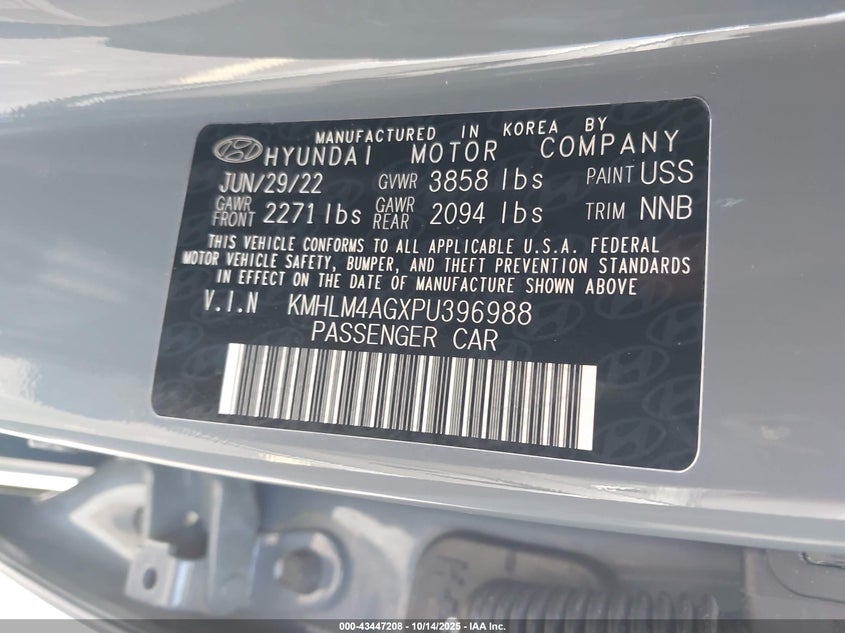 MANUFACTURED IN KOREA BY
HYUNDAI MOTOR COMPANY
JUN/29/22 GVWR 3858 lbs PAINT USS
GAWR FRONT 2271 lbs GAWR REAR 2094 lbs TRIM NNB
THIS VEHICLE CONFORMS TO ALL APPLICABLE U.S.A. FEDERAL
MOTOR VEHICLE SAFETY, BUMPER, AND THEFT PREVENTION STANDARDS
IN EFFECT ON THE DATE OF MANUFACTURE SHOWN ABOVE
V.I.N KMHLM4AGXPU396988
PASSENGER CAR
000-43447208 - 10/14/2025 - IAA Inc.